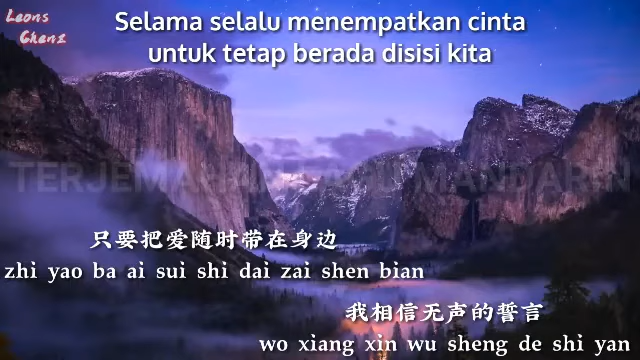 Leons
Chenz
Selama selalu menempatkan cinta
untuk tetap berada disisi kita
TERJEMAHAN LAGU MANDARIN
只要把爱随时带在身边
zhi yao ba ai sui shi dai zai shen bian
我相信无声的誓言
wo xiang xin wu sheng de shi yan